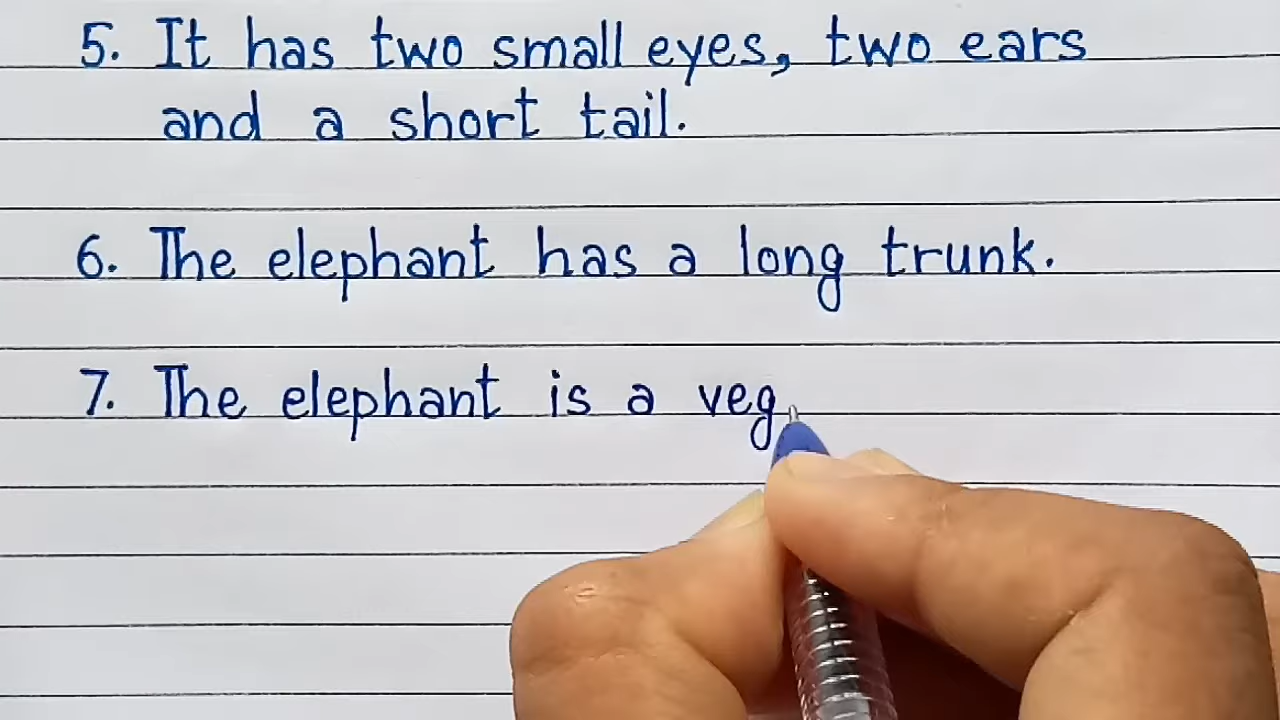 5. It has two small eyes, two ears
and a short tail.
6. The elephant has a long trunk.
7. The elephant is a veg